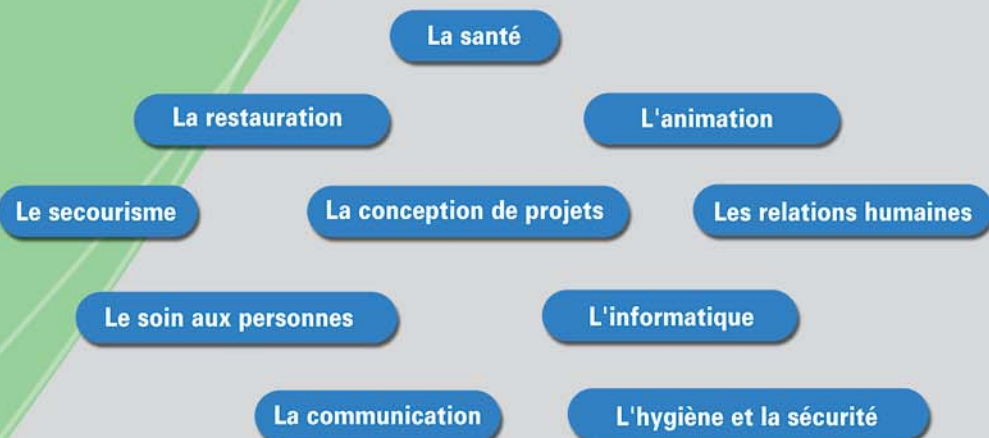 La santé
La restauration
L'animation
Le secourisme
La conception de projets
Les relations humaines
Le soin aux personnes
L'informatique
La communication
L'hygiène et la sécurité